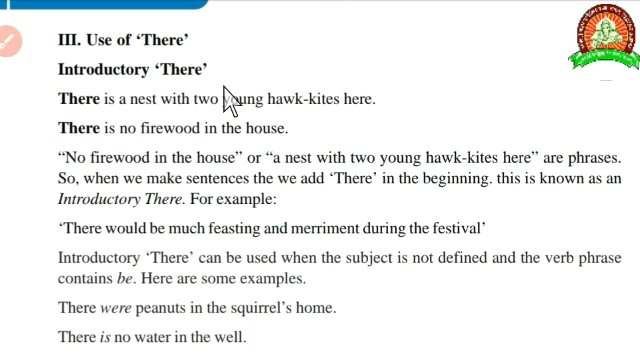 III. Use of ‘There’
Introductory ‘There’
There is a nest with two young hawk-kites here.
There is no firewood in the house.
“No firewood in the house” or “a nest with two young hawk-kites here” are phrases.
So, when we make sentences the we add ‘There’ in the beginning. this is known as an
Introductory There. For example:
‘There would be much feasting and merriment during the festival’
Introductory ‘There’ can be used when the subject is not defined and the verb phrase
contains be. Here are some examples.
There were peanuts in the squirrel’s home.
There is no water in the well.